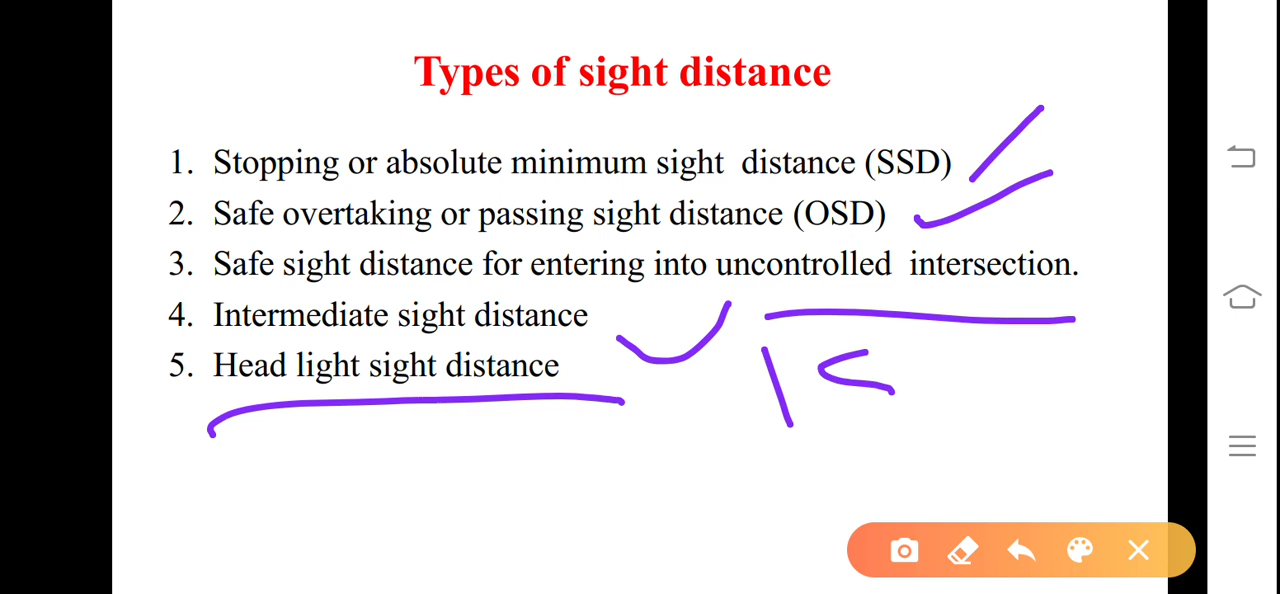 Types of sight distance
1. Stopping or absolute minimum sight distance (SSD)
2. Safe overtaking or passing sight distance (OSD)
3. Safe sight distance for entering into uncontrolled intersection.
4. Intermediate sight distance
5. Head light sight distance